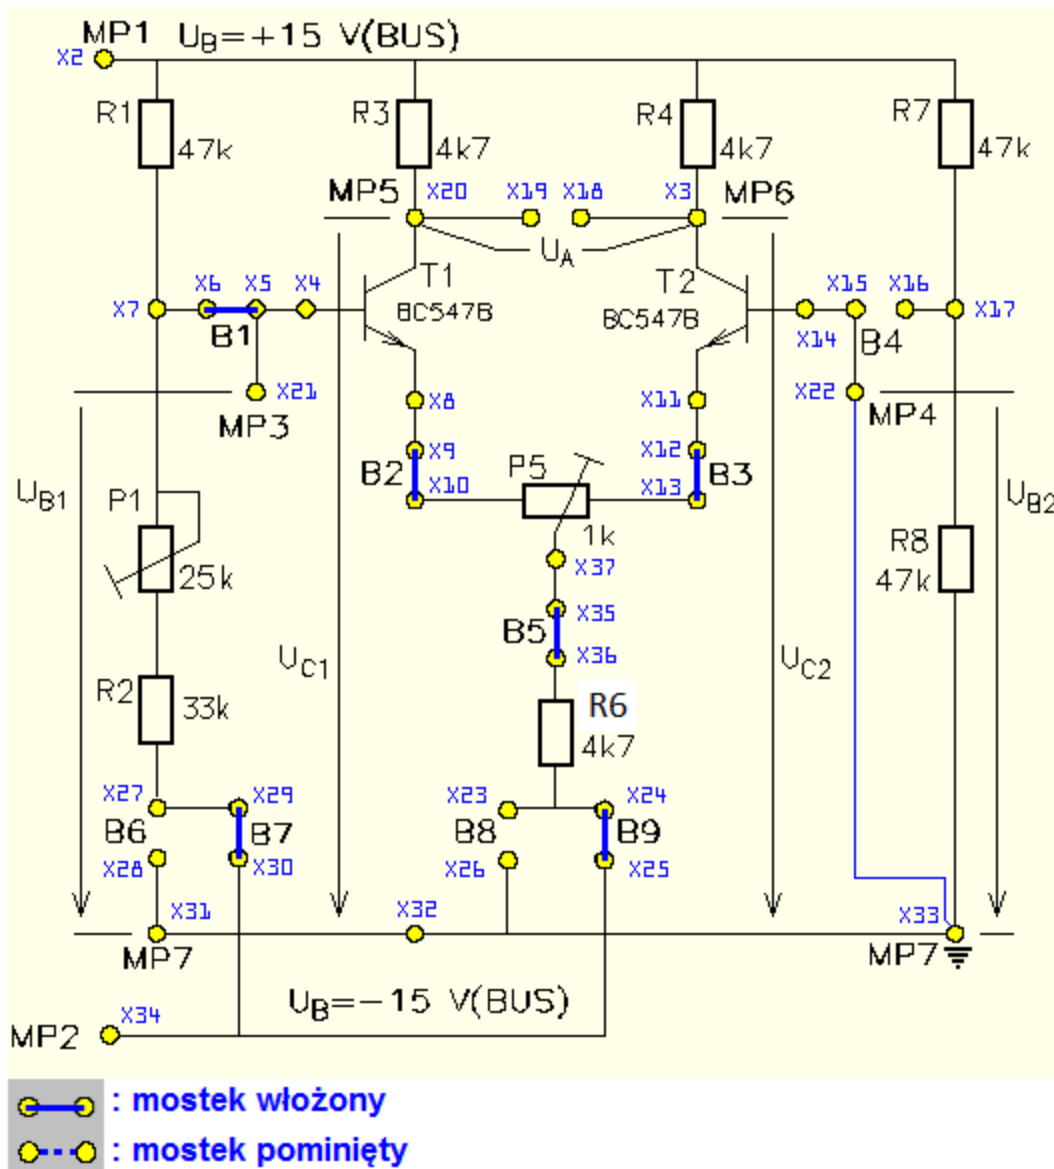 MP1 U_B=+15 V(BUS)
X2
R1 R3 R4 R7
47k 4k7 4k7 47k
MP5 X20 X19 X18 X3 MP6
U_A
X7 X6 X5 X4 T1 T2 X15 X16 X17
B1 BC547B BC547B X14 B4
X21 X8 X11 X22
MP3 MP4
X9 X12
B2 P5 B3
X10 X13
U_B1 P1 1k U_B2
25k X37 R8
47k
X35
B5
U_C1 X36 U_C2
R2 33k R6
4k7
X27 X29 X23 X24
B6 B7 B8 B9
X28 X30 X26 X25
X31 X32 X33
MP7 MP7
U_B=−15 V(BUS)
X34
MP2
: mostek włożony
: mostek pominięty